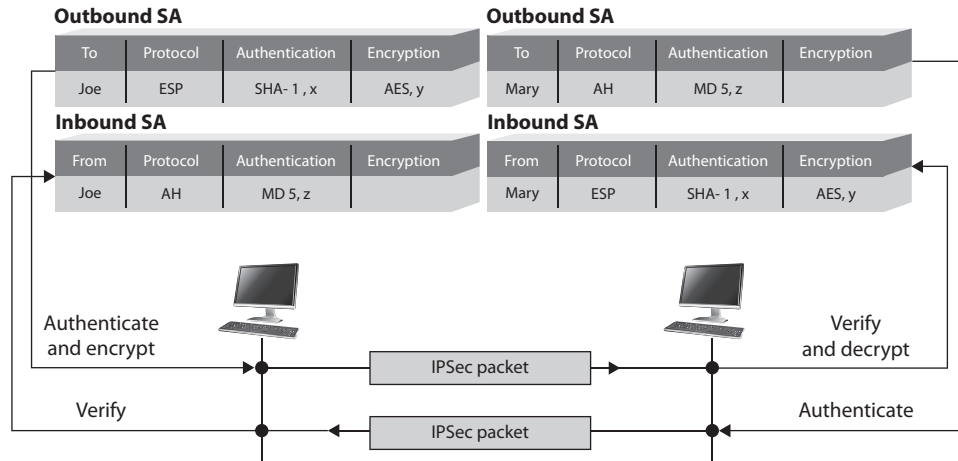 Outbound SA
To Protocol Authentication Encryption
Joe ESP SHA- 1 , x AES, y
Inbound SA
From Protocol Authentication Encryption
Joe AH MD 5, z
Outbound SA
To Protocol Authentication Encryption
Mary AH MD 5, z
Inbound SA
From Protocol Authentication Encryption
Mary ESP SHA- 1 , x AES, y
Authenticate
and encrypt
IPSec packet
Verify
and decrypt
Verify
IPSec packet
Authenticate